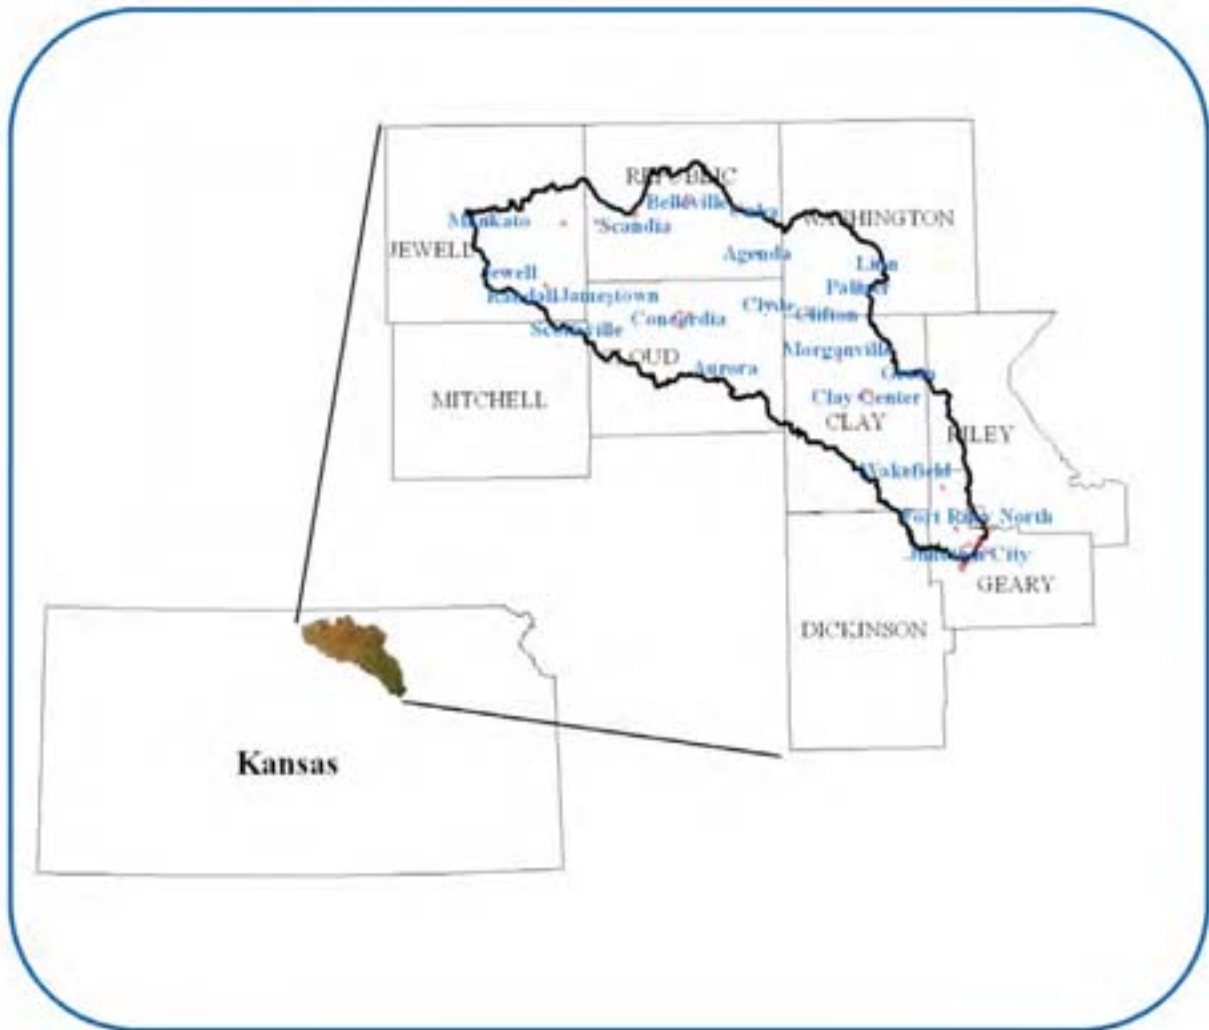 REPUBLIC
Belleville
Scandia
WASHINGTON
Mankato
JEWELL
Agenda
Linn
Jewell
Palmer
Randall
Jamestown
Clyde
Clifton
Concordia
Scottsville
Morganville
Aurora
Green
MITCHELL
Clay Center
CLAY
RILEY
Wakefield
Fort Riley North
Junction City
GEARY
DICKINSON
Kansas